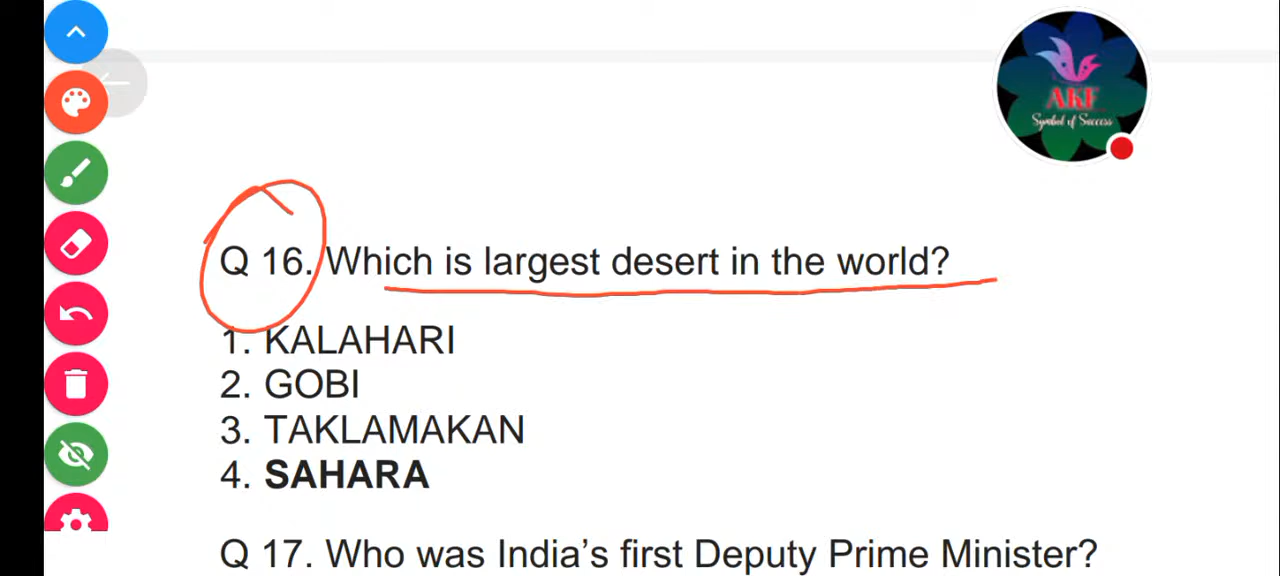 AKF
Symbol of Success
Q 16. Which is largest desert in the world?
1. KALAHARI
2. GOBI
3. TAKLAMAKAN
4. SAHARA
Q 17. Who was India’s first Deputy Prime Minister?